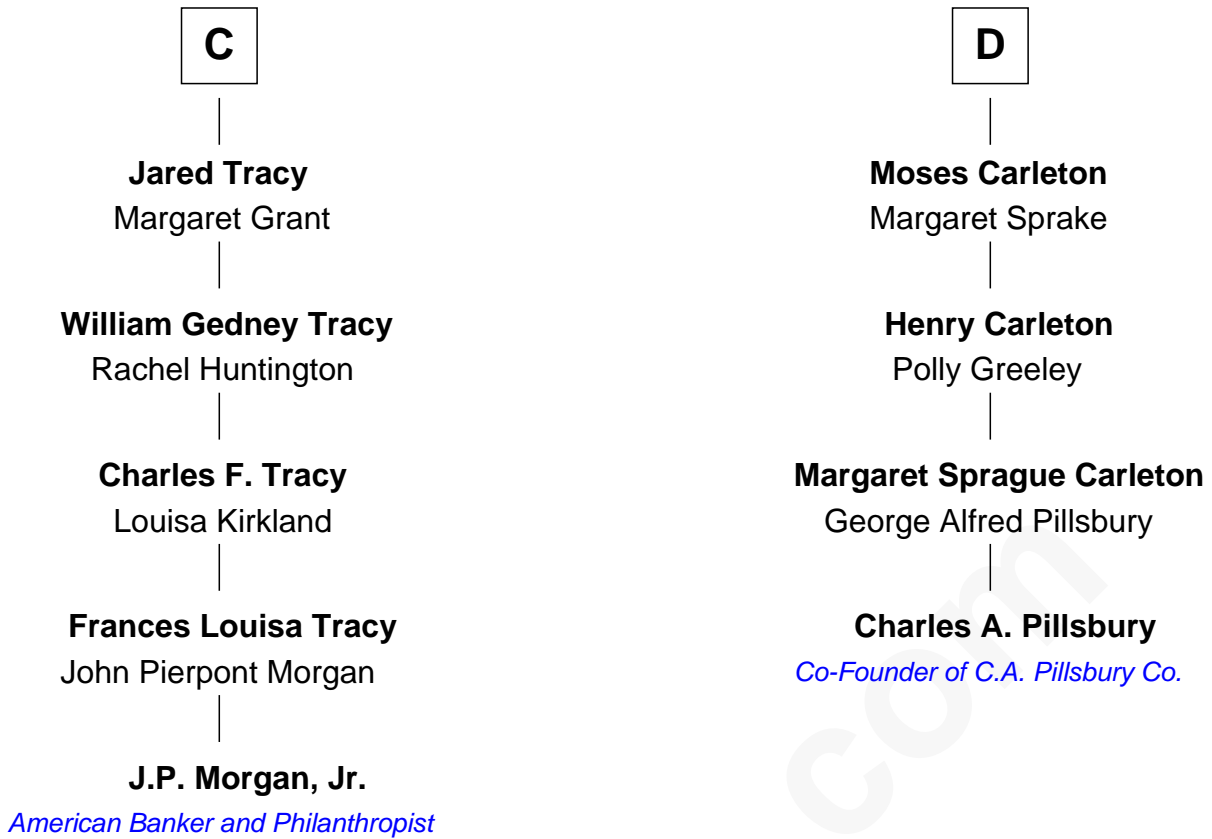 C
Jared Tracy
Margaret Grant
William Gedney Tracy
Rachel Huntington
Charles F. Tracy
Louisa Kirkland
Frances Louisa Tracy
John Pierpont Morgan
J.P. Morgan, Jr.
American Banker and Philanthropist
D
Moses Carleton
Margaret Sprake
Henry Carleton
Polly Greeley
Margaret Sprague Carleton
George Alfred Pillsbury
Charles A. Pillsbury
Co-Founder of C.A. Pillsbury Co.
com